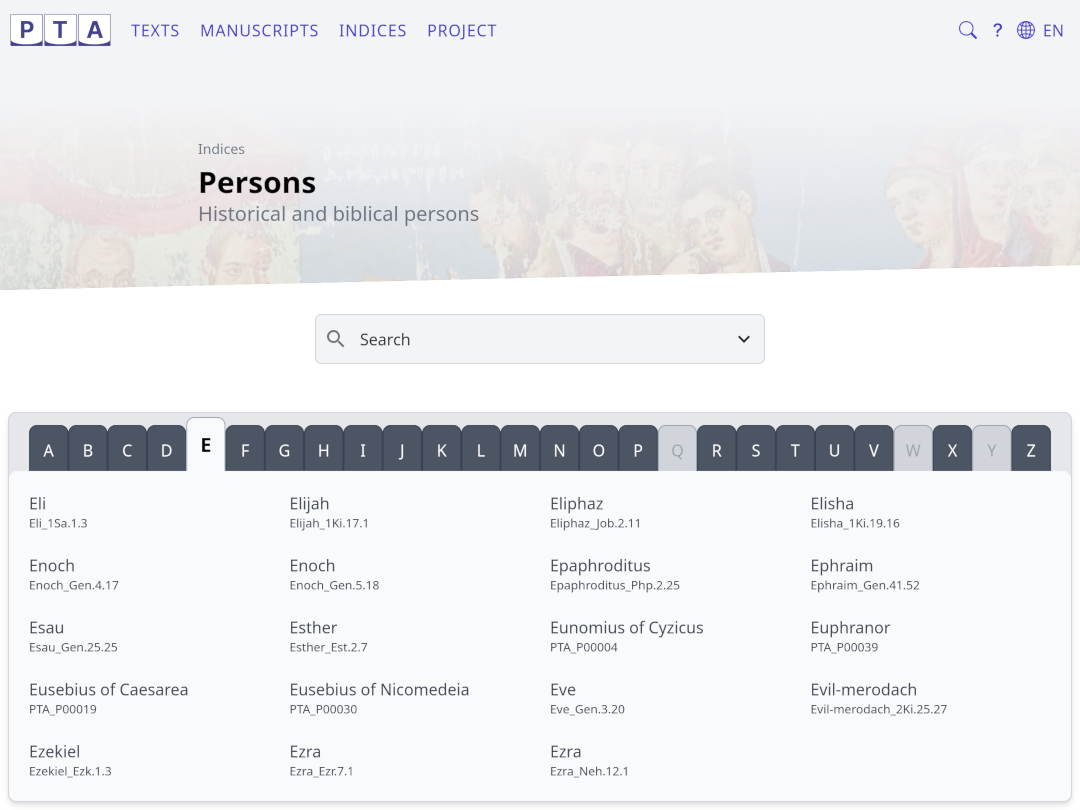 PTA TEXTS MANUSCRIPTS INDICES PROJECT ? EN
Indices
Persons
Historical and biblical persons
Search
A B C D E F G H I J K L M N O P Q R S T U V W X Y Z
Eli Elijah Eliphaz Elisha
Eli_1Sa.1.3 Elijah_1Ki.17.1 Eliphaz_Job.2.11 Elisha_1Ki.19.16
Enoch Enoch Epaphroditus Ephraim
Enoch_Gen.4.17 Enoch_Gen.5.18 Epaphroditus_Php.2.25 Ephraim_Gen.41.52
Esau Esther Eunomius of Cyzicus Euphranor
Esau_Gen.25.25 Esther_Est.2.7 PTA_P00004 PTA_P00039
Eusebius of Caesarea Eusebius of Nicomedeia Eve Evil-merodach
PTA_P00019 PTA_P00030 Eve_Gen.3.20 Evil-merodach_2Ki.25.27
Ezekiel Ezra Ezra
Ezekiel_Ezk.1.3 Ezra_Ezr.7.1 Ezra_Neh.12.1